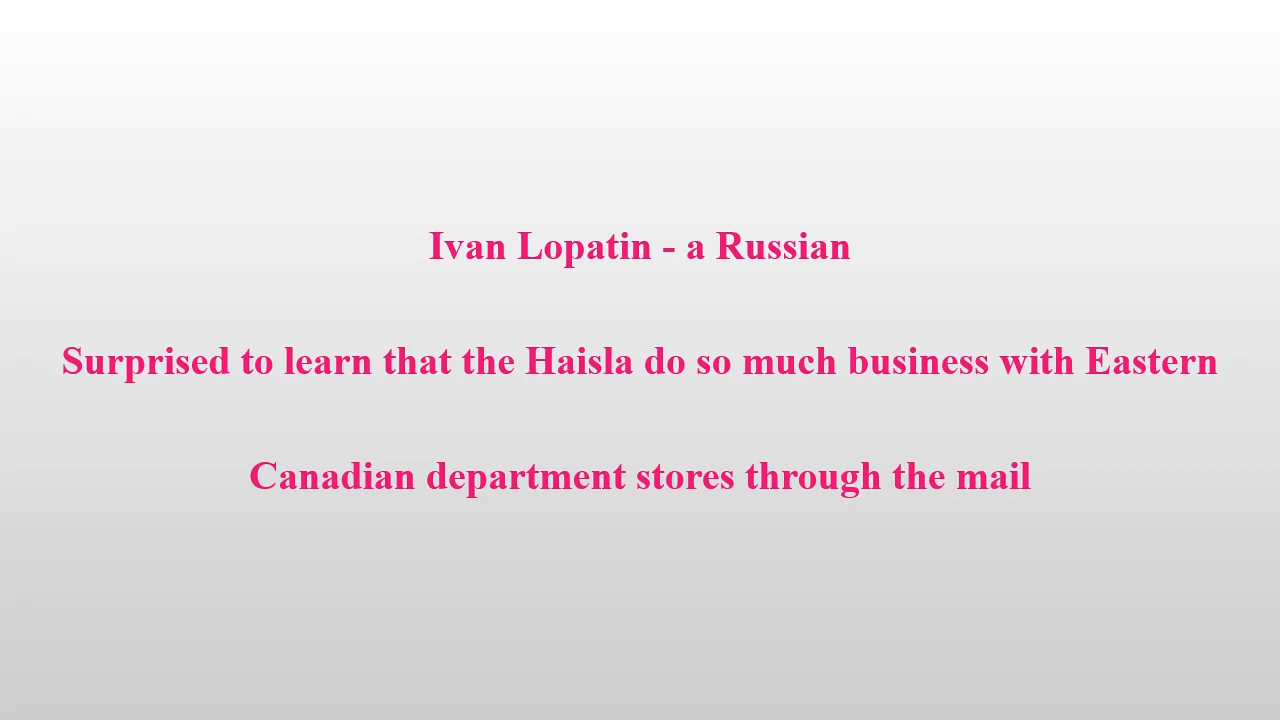 Ivan Lopatin - a Russian
Surprised to learn that the Haisla do so much business with Eastern
Canadian department stores through the mail